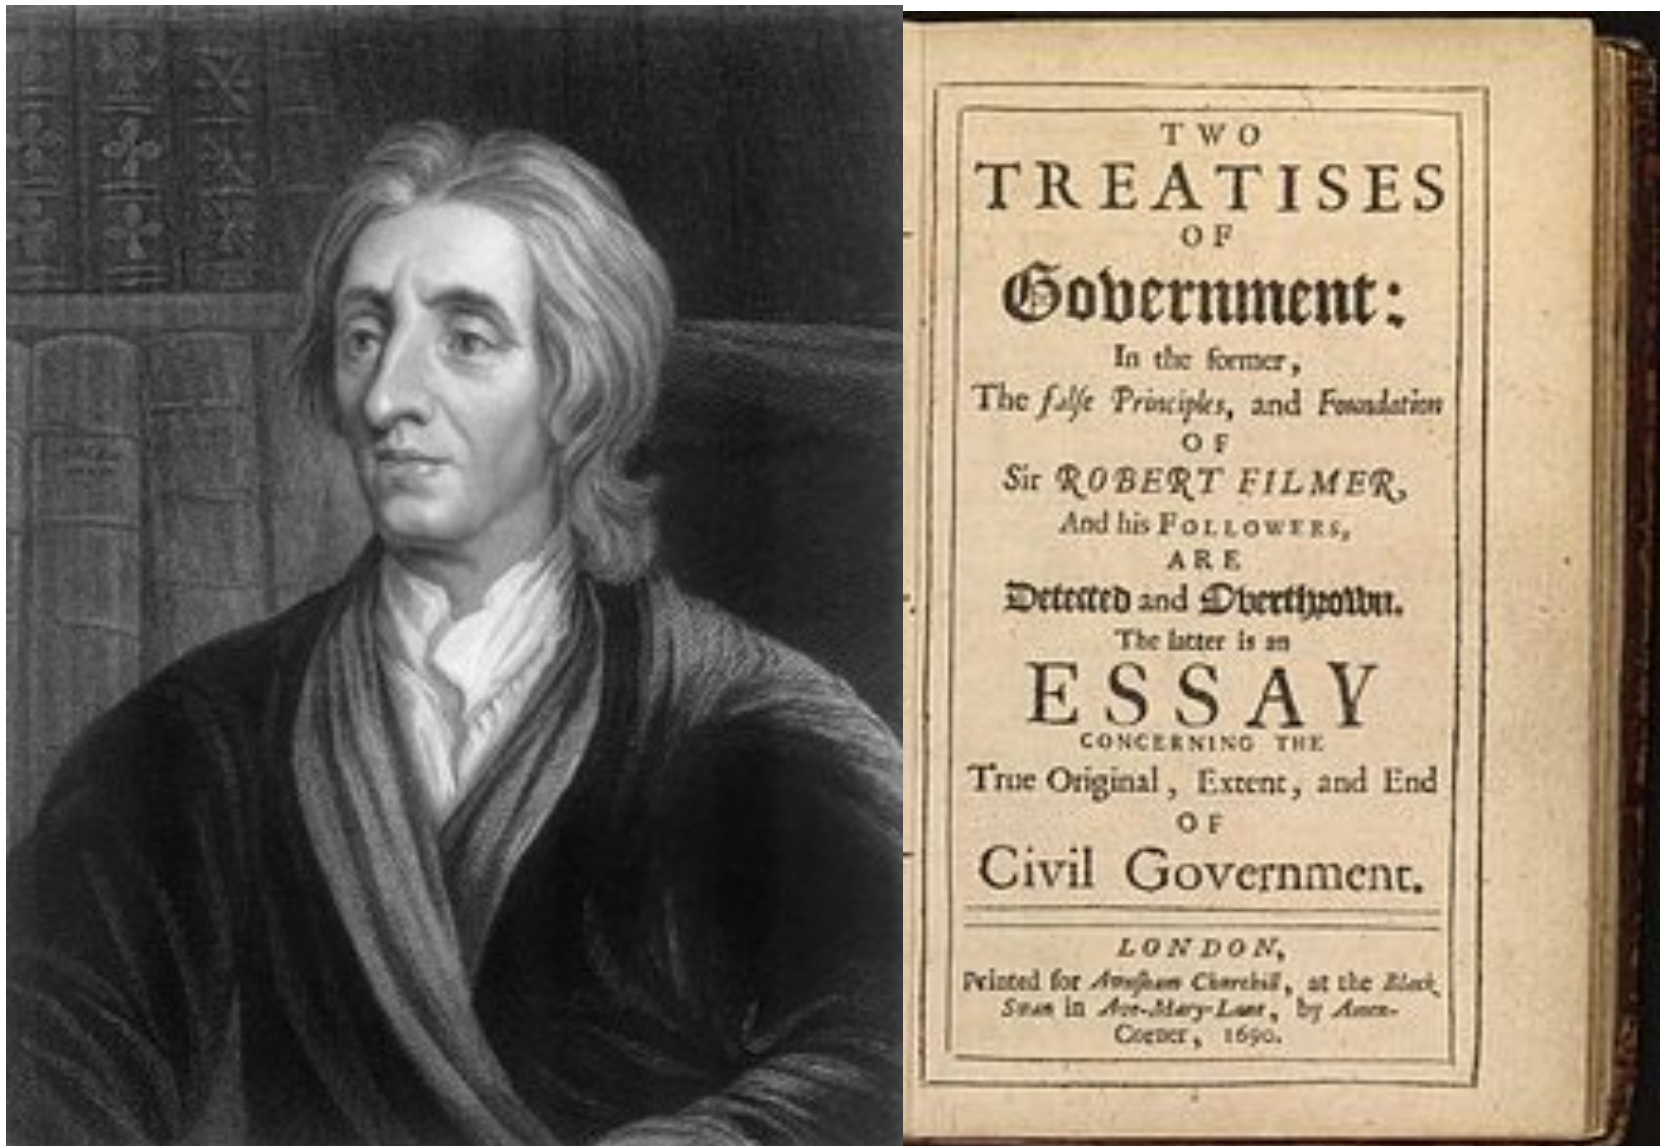 TWO
TREATISES
OF
Government:
In the former,
The false Principles, and Foundation
OF
Sir ROBERT FILMER,
And his FOLLOWERS,
ARE
Detected and Overthrown.
The latter is an
ESSAY
CONCERNING THE
True Original, Extent, and End
OF
Civil Government.
LONDON,
Printed for Awnsham Churchill, at the Black
Swan in Ave-Mary-Lane, by Amen-
Corner, 1690.